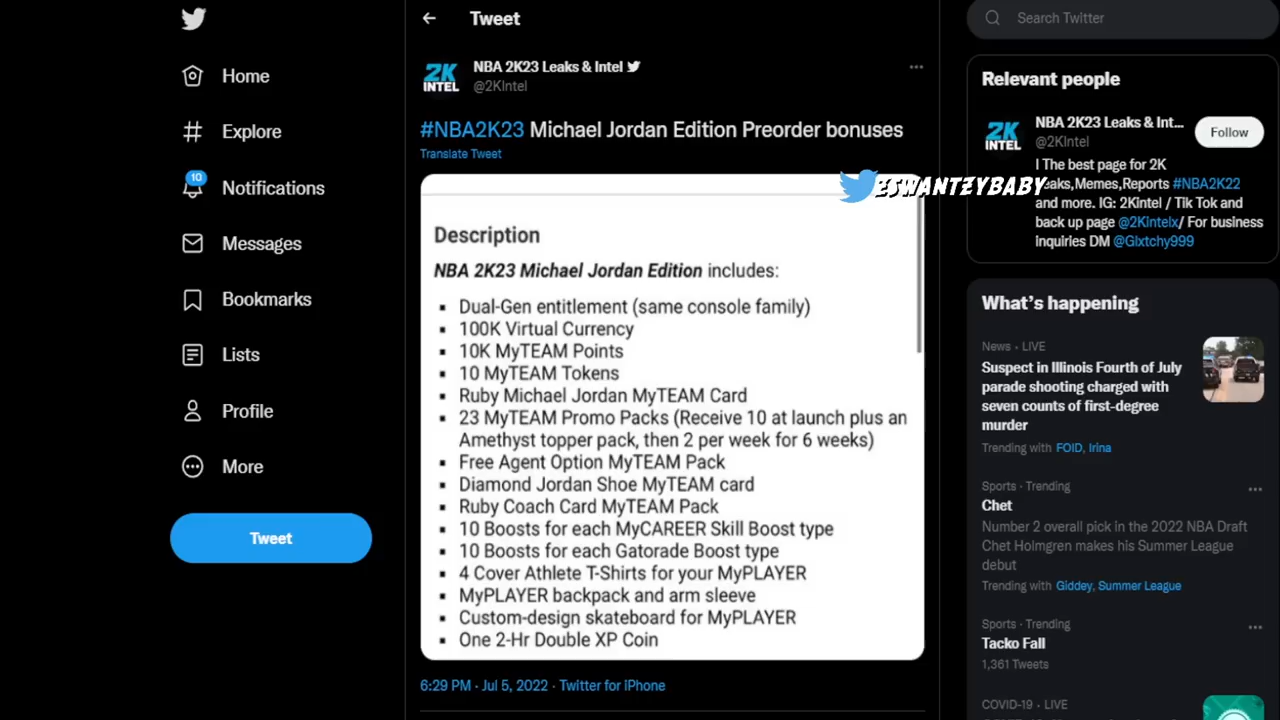 Home
Explore
10
Notifications
Messages
Bookmarks
Lists
Profile
More
Tweet
Tweet
2K
INTEL
NBA 2K23 Leaks & Intel
@2KIntel
#NBA2K23 Michael Jordan Edition Preorder bonuses
Translate Tweet
Description
NBA 2K23 Michael Jordan Edition includes:
▪ Dual-Gen entitlement (same console family)
▪ 100K Virtual Currency
▪ 10K MyTEAM Points
▪ 10 MyTEAM Tokens
▪ Ruby Michael Jordan MyTEAM Card
▪ 23 MyTEAM Promo Packs (Receive 10 at launch plus an
Amethyst topper pack, then 2 per week for 6 weeks)
▪ Free Agent Option MyTEAM Pack
▪ Diamond Jordan Shoe MyTEAM card
▪ Ruby Coach Card MyTEAM Pack
▪ 10 Boosts for each MyCAREER Skill Boost type
▪ 10 Boosts for each Gatorade Boost type
▪ 4 Cover Athlete T-Shirts for your MyPLAYER
▪ MyPLAYER backpack and arm sleeve
▪ Custom-design skateboard for MyPLAYER
▪ One 2-Hr Double XP Coin
6:29 PM · Jul 5, 2022 · Twitter for iPhone
Search Twitter
Relevant people
2K
INTEL
NBA 2K23 Leaks & Int...
@2KIntel
Follow
| The best page for 2K
Leaks,Memes,Reports #NBA2K22
and more. IG: 2KIntel / Tik Tok and
back up page @2KIntelx/ For business
inquiries DM @Glxtchy999
2SWANTZYBABY
What's happening
News · LIVE
Suspect in Illinois Fourth of July
parade shooting charged with
seven counts of first-degree
murder
Trending with FOID, Irina
Sports · Trending
Chet
Number 2 overall pick in the 2022 NBA Draft
Chet Holmgren makes his Summer League
debut
Trending with Giddey, Summer League
Sports · Trending
Tacko Fall
1,361 Tweets
COVID-19 · LIVE